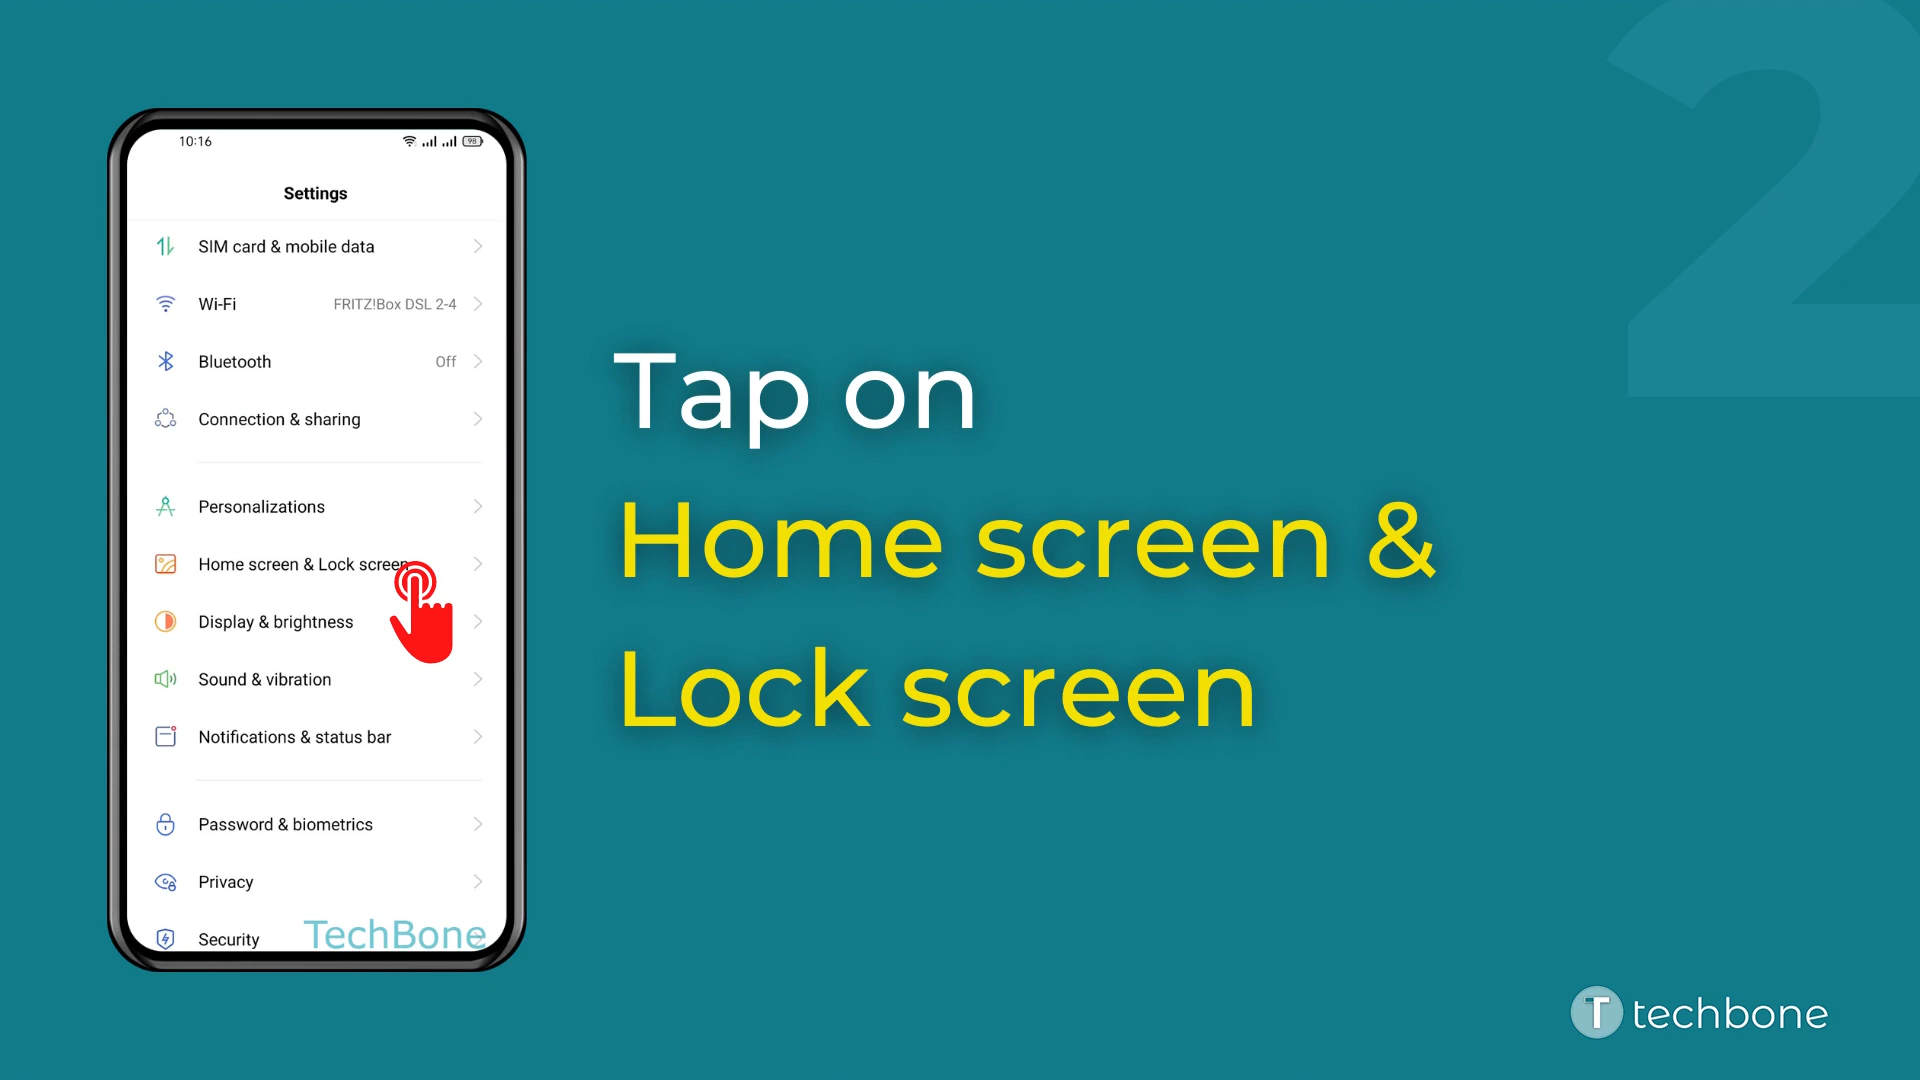 2
10:16
98
Settings
SIM card & mobile data
Wi-Fi FRITZ!Box DSL 2-4
Bluetooth Off
Connection & sharing
Personalizations
Home screen & Lock screen
Display & brightness
Sound & vibration
Notifications & status bar
Password & biometrics
Privacy
Security
TechBone
Tap on
Home screen &
Lock screen
T techbone